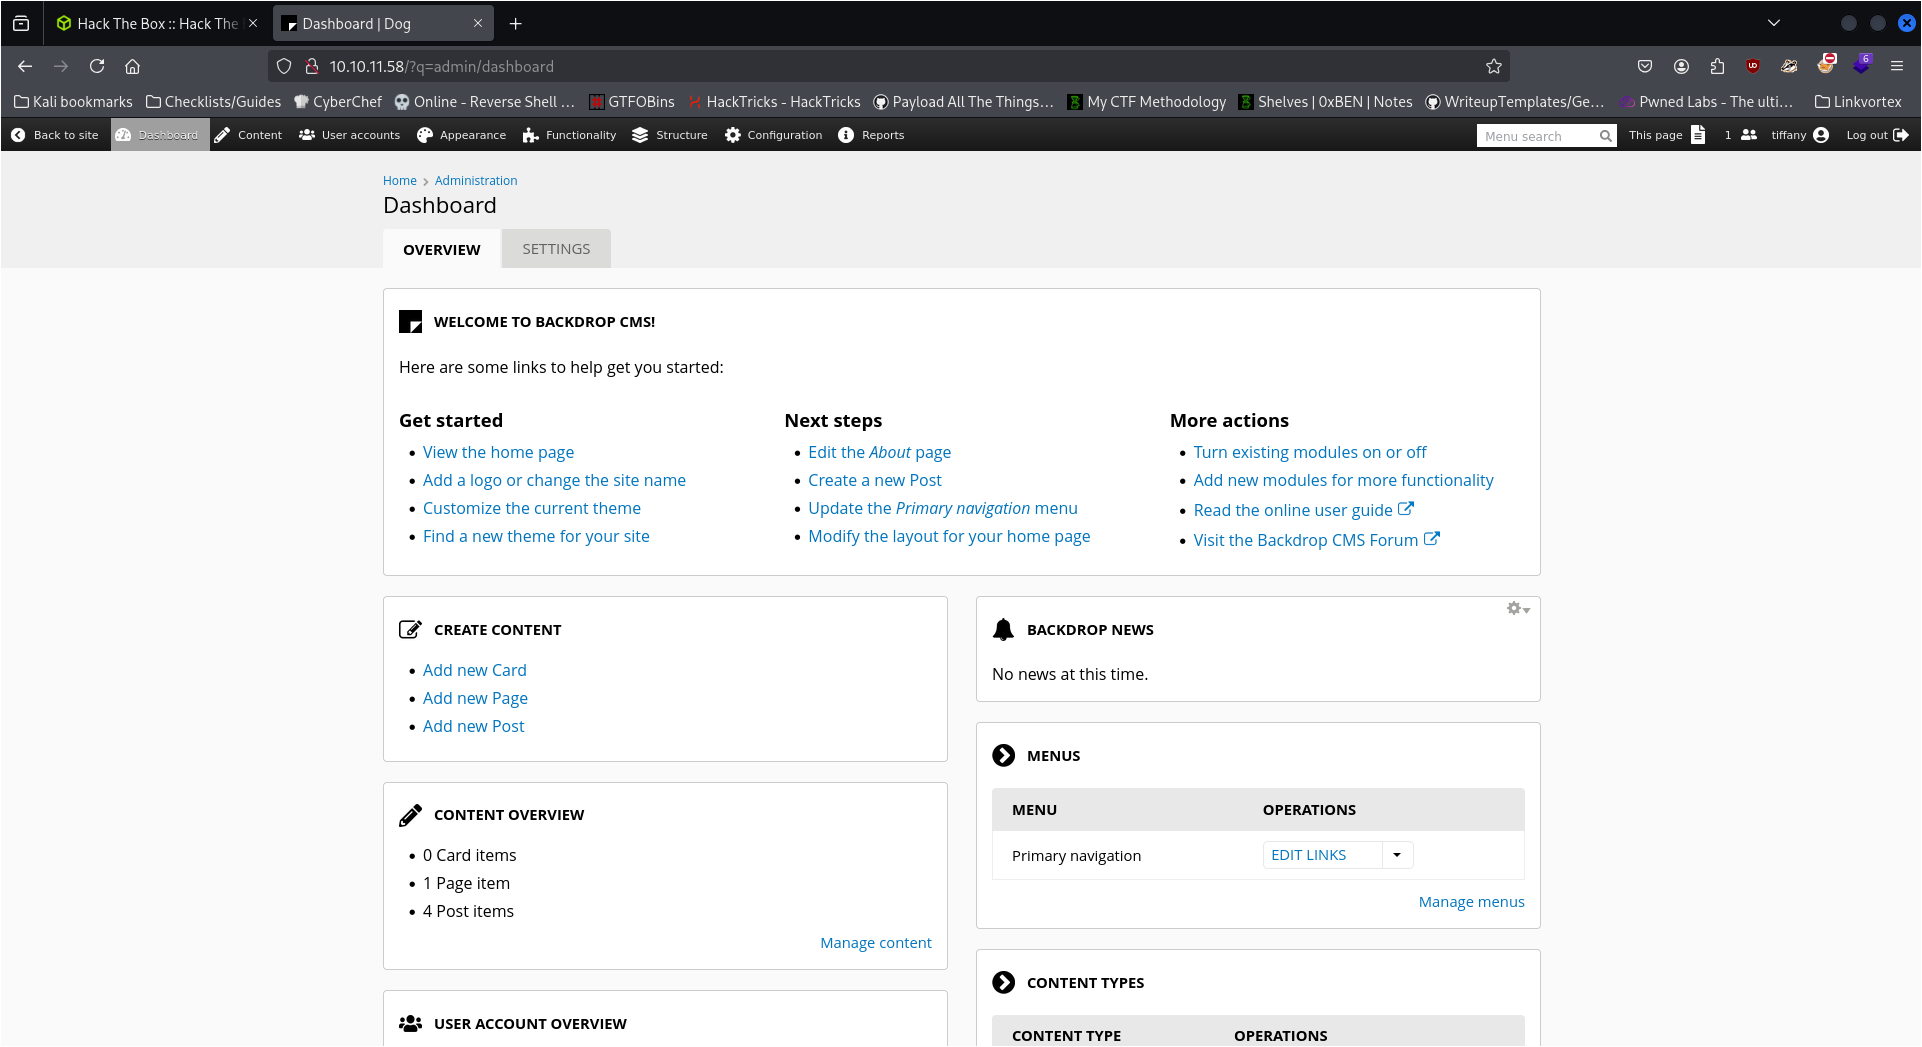 Hack The Box :: Hack The
Dashboard | Dog
10.10.11.58/?q=admin/dashboard
6
Kali bookmarks Checklists/Guides CyberChef Online - Reverse Shell ... GTFOBins HackTricks - HackTricks Payload All The Things... My CTF Methodology Shelves | 0xBEN | Notes WriteupTemplates/Ge... Pwned Labs - The ulti... Linkvortex
Back to site Dashboard Content User accounts Appearance Functionality Structure Configuration Reports Menu search This page 1 tiffany Log out
Home Administration
Dashboard
OVERVIEW SETTINGS
WELCOME TO BACKDROP CMS!
Here are some links to help get you started:
Get started
View the home page
Add a logo or change the site name
Customize the current theme
Find a new theme for your site
Next steps
Edit the About page
Create a new Post
Update the Primary navigation menu
Modify the layout for your home page
More actions
Turn existing modules on or off
Add new modules for more functionality
Read the online user guide
Visit the Backdrop CMS Forum
CREATE CONTENT
Add new Card
Add new Page
Add new Post
CONTENT OVERVIEW
0 Card items
1 Page item
4 Post items
Manage content
USER ACCOUNT OVERVIEW
BACKDROP NEWS
No news at this time.
MENUS
MENU OPERATIONS
Primary navigation EDIT LINKS
Manage menus
CONTENT TYPES
CONTENT TYPE OPERATIONS